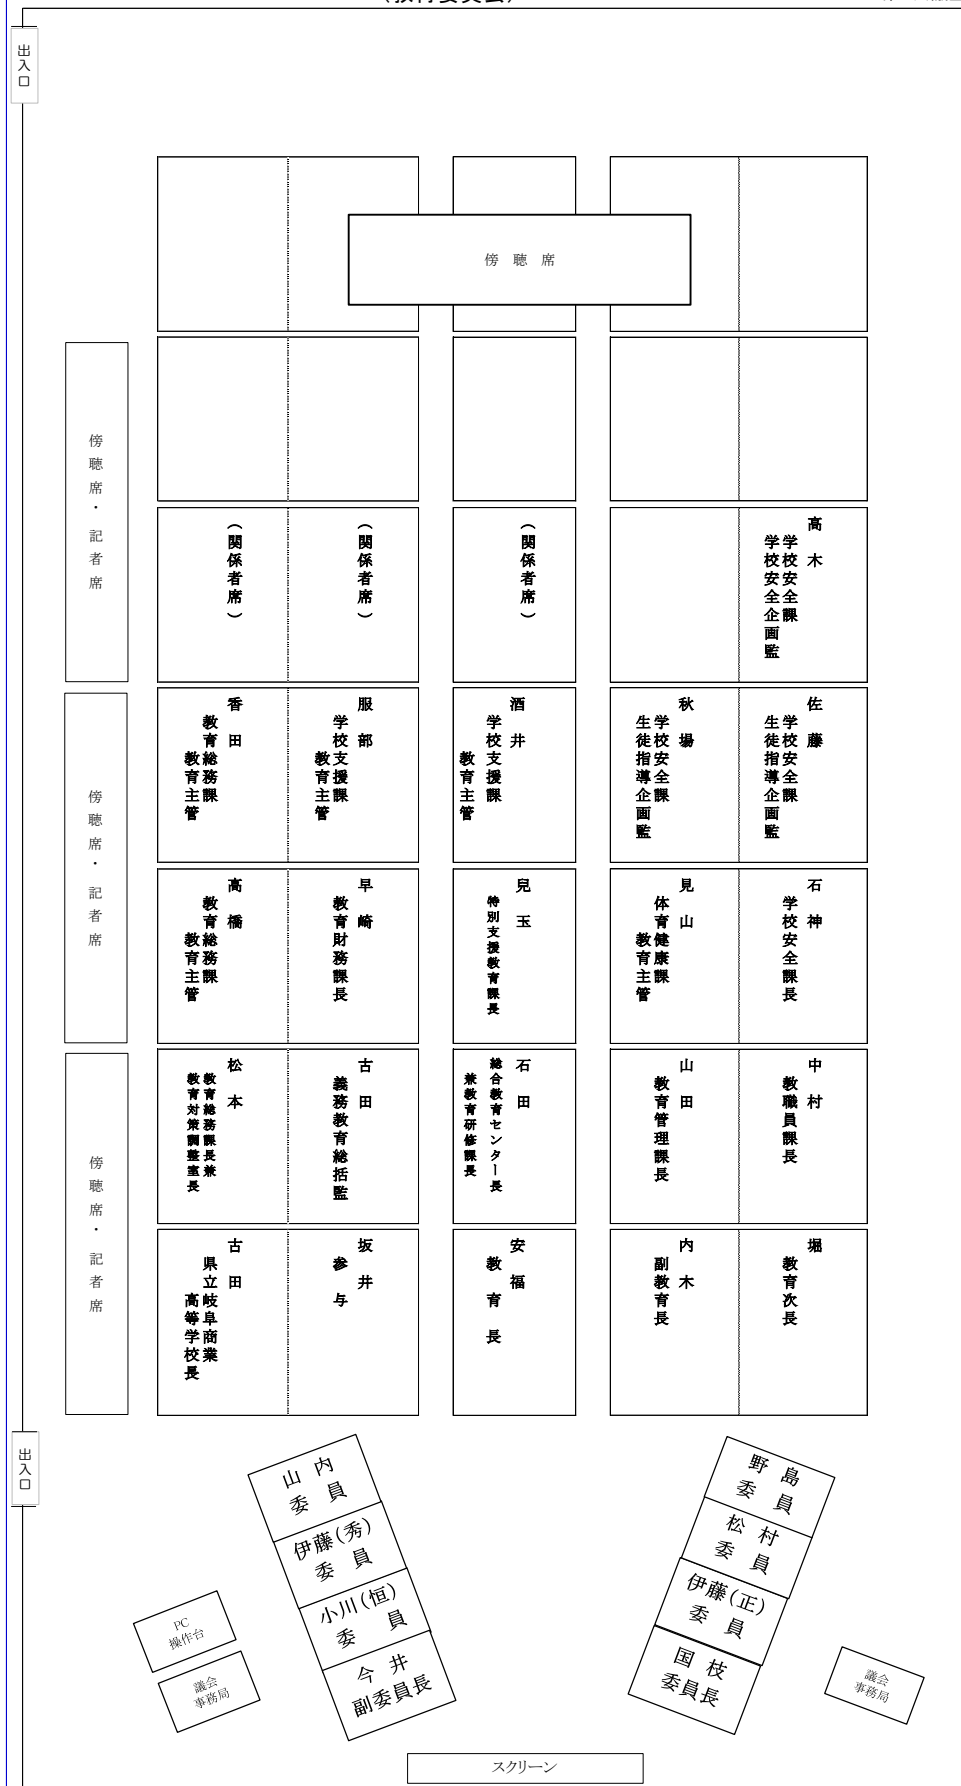 (教育委員会)
出入口
傍 聴 席
傍聴席・記者席
(関係者席)
(関係者席)
(関係者席)
高 木
学校安全課
学校安全企画監
傍聴席・記者席
香 田
教育総務課
教育主管
服 部
学校支援課
教育主管
酒 井
学校支援課
教育主管
秋 場
学校安全課
生徒指導企画監
佐 藤
学校安全課
生徒指導企画監
高 橋
教育総務課
教育主管
早 崎
教育財務課長
兒 玉
特別支援教育課長
見 山
体育健康課
教育主管
石 神
学校安全課長
傍聴席・記者席
松 本
教育総務課長兼
教育対策調整室長
古 田
義務教育総括監
石 田
総合教育センター長
兼教育研修課長
山 田
教育管理課長
中 村
教職員課長
古 田
県立岐阜商業
高等学校長
坂 井
参 与
安 福
教 育 長
内 木
副教育長
堀
教育次長
出入口
山 内
委 員
伊藤(秀)
委 員
小川(恒)
委 員
今 井
副委員長
野 島
委 員
松 村
委 員
伊藤(正)
委 員
国 枝
委員長
PC
操作台
議会
事務局
議会
事務局
スクリーン